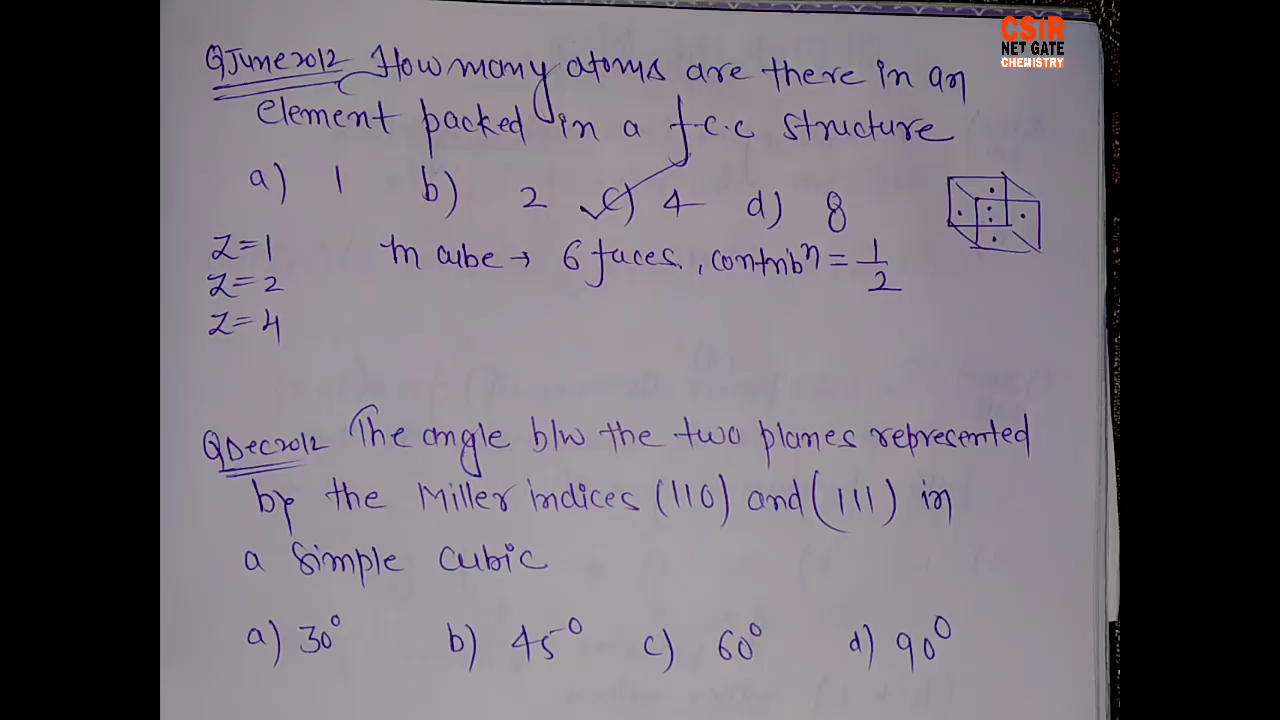 CSIR
NET GATE
CHEMISTRY
Q June 2012 How many atoms are there in an
element packed in a f.c.c structure
a) 1 b) 2 c) 4 d) 8
Z=1 In cube → 6 faces, contribⁿ = 1/2
Z=2
Z=4
Q Dec 2012 The angle b/w the two planes represented
by the Miller indices (110) and (111) in
a simple cubic
a) 30° b) 45° c) 60° d) 90°